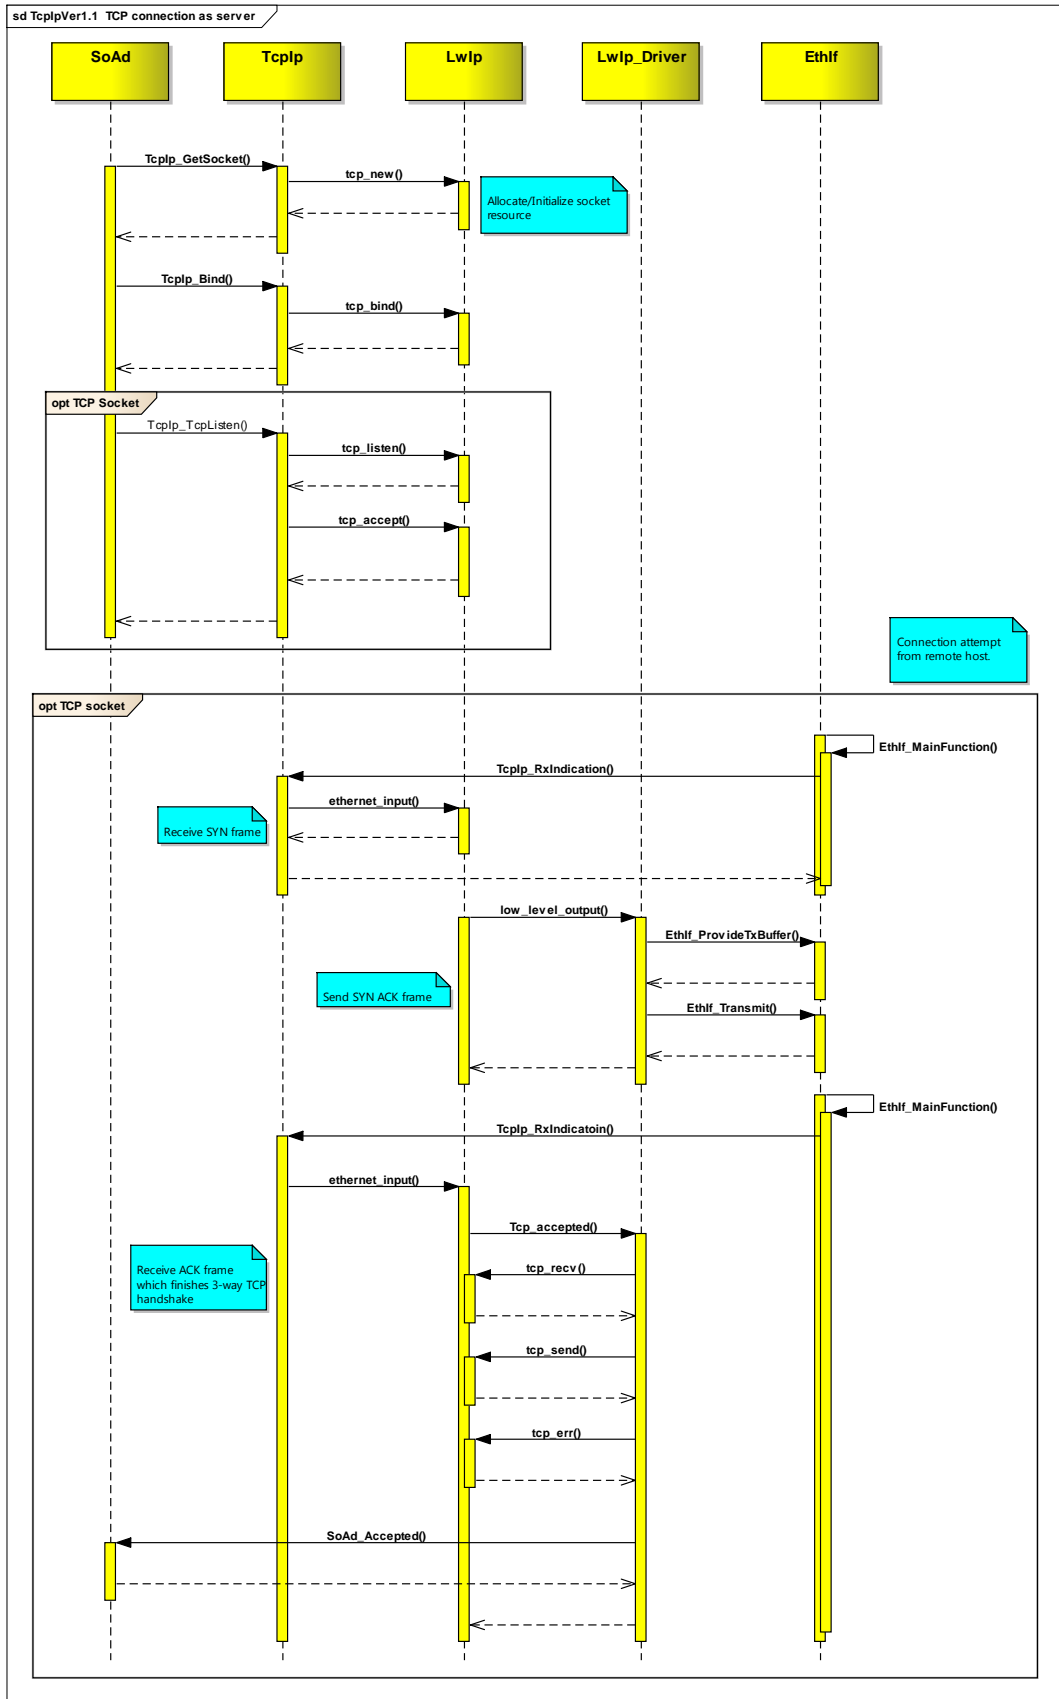 sd TcpIpVer1.1 TCP connection as server
SoAd
TcpIp
LwIp
LwIp_Driver
EthIf
TcpIp_GetSocket()
tcp_new()
Allocate/Initialize socket
resource
TcpIp_Bind()
tcp_bind()
opt TCP Socket
TcpIp_TcpListen()
tcp_listen()
tcp_accept()
Connection attempt
from remote host.
opt TCP socket
EthIf_MainFunction()
TcpIp_RxIndication()
ethernet_input()
Receive SYN frame
low_level_output()
EthIf_ProvideTxBuffer()
Send SYN ACK frame
EthIf_Transmit()
EthIf_MainFunction()
TcpIp_RxIndicatoin()
ethernet_input()
Tcp_accepted()
Receive ACK frame
which finishes 3-way TCP
handshake
tcp_recv()
tcp_send()
tcp_err()
SoAd_Accepted()